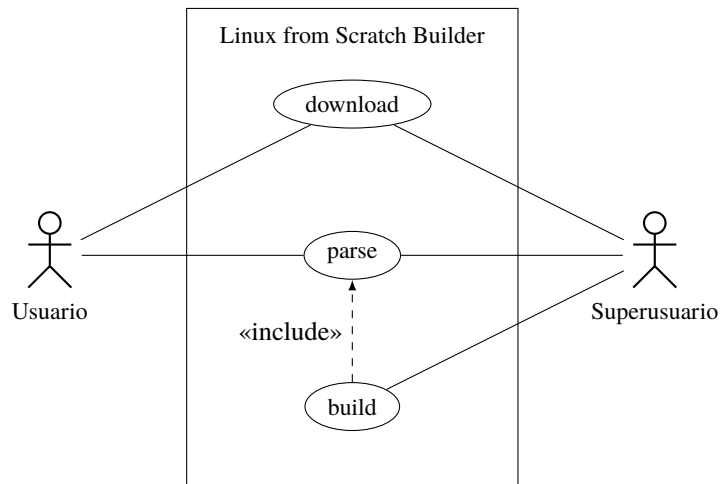 Linux from Scratch Builder
download
parse
Usuario
Superusuario
«include»
build